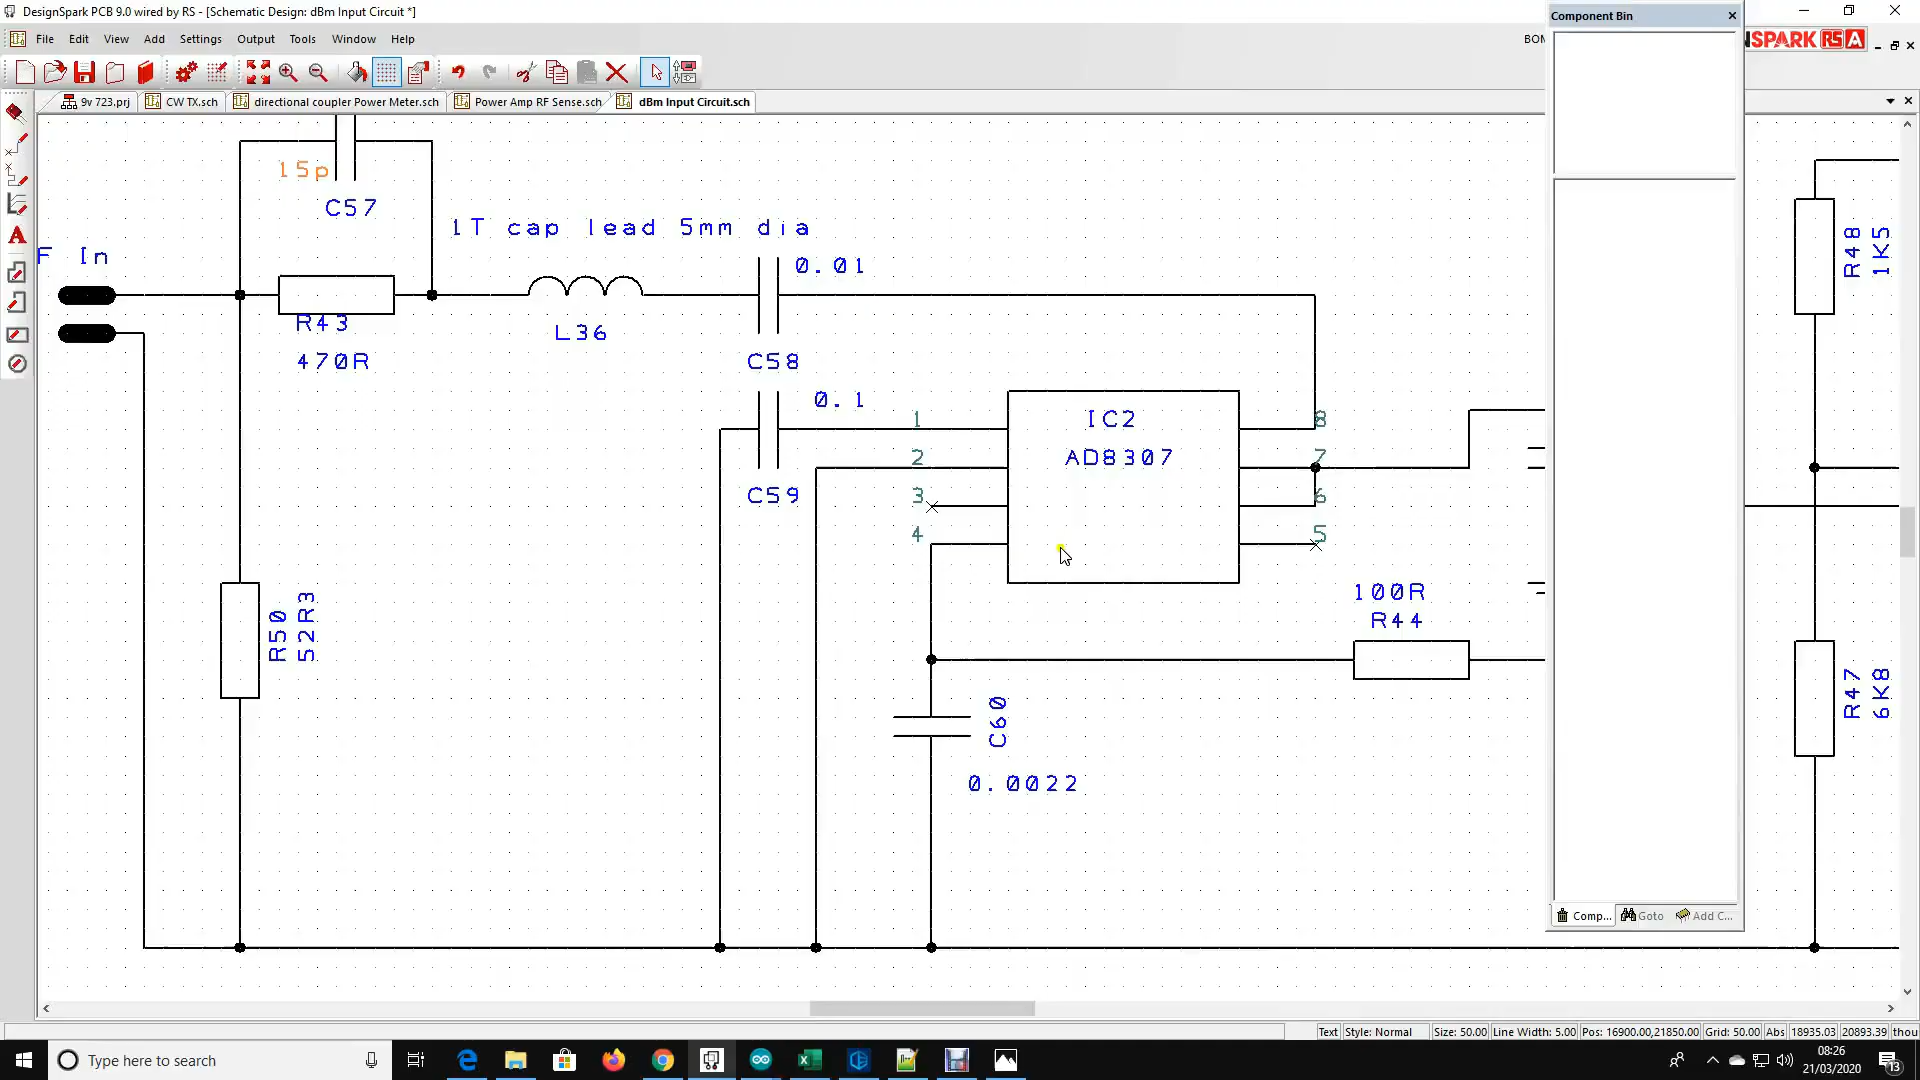 DesignSpark PCB 9.0 wired by RS - [Schematic Design: dBm Input Circuit *]
Component Bin
File Edit View Add Settings Output Tools Window Help
BOM
NSPARK RS
9v 723.prj
CW TX.sch
directional coupler Power Meter.sch
Power Amp RF Sense.sch
dBm Input Circuit.sch
15p
C57
1T cap lead 5mm dia
F In
0.01
R48
1K5
R43
470R
L36
C58
0.1
C59
1
2
3
4
IC2
AD8307
8
7
6
5
R50
52R3
100R
R44
C60
0.0022
R47
6K8
Comp...
Goto
Add C...
Text
Style: Normal
Size: 50.00
Line Width: 5.00
Pos: 16900.00,21850.00
Grid: 50.00
Abs
18935.03
20893.39
thou
Type here to search
08:26
21/03/2020
13